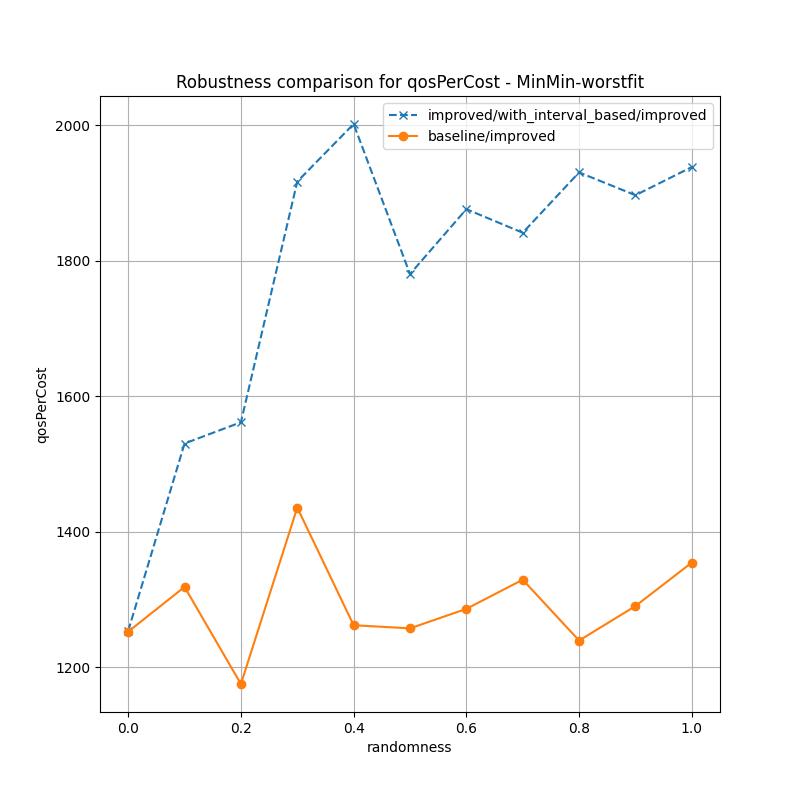 Robustness comparison for qosPerCost - MinMin-worstfit
improved/with_interval_based/improved
baseline/improved
2000
1800
1600
1400
1200
qosPerCost
0.0 0.2 0.4 0.6 0.8 1.0
randomness